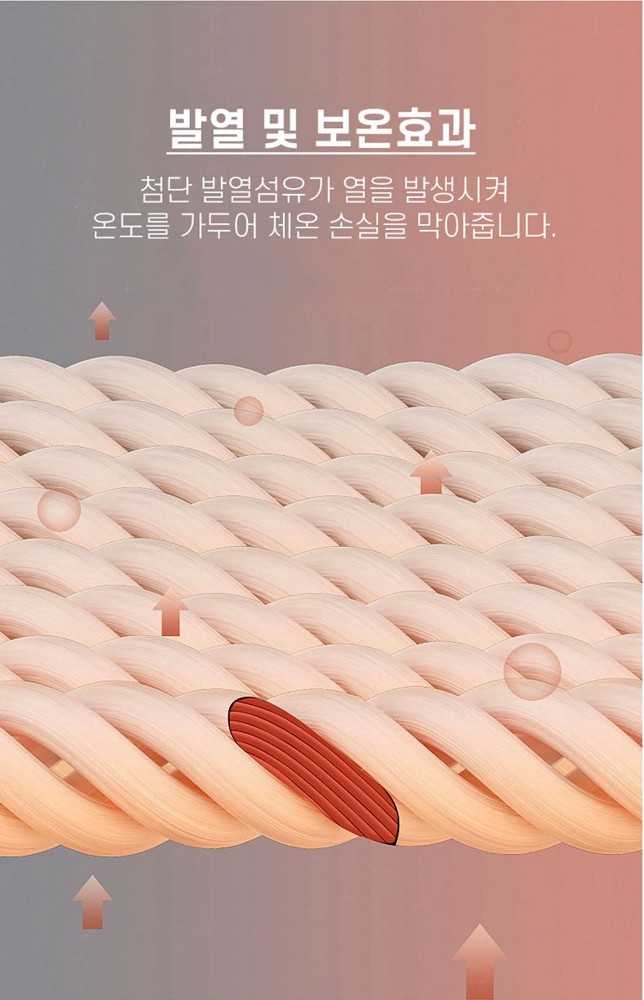 발열 및 보온효과
첨단 발열섬유가 열을 발생시켜
온도를 가두어 체온 손실을 막아줍니다.